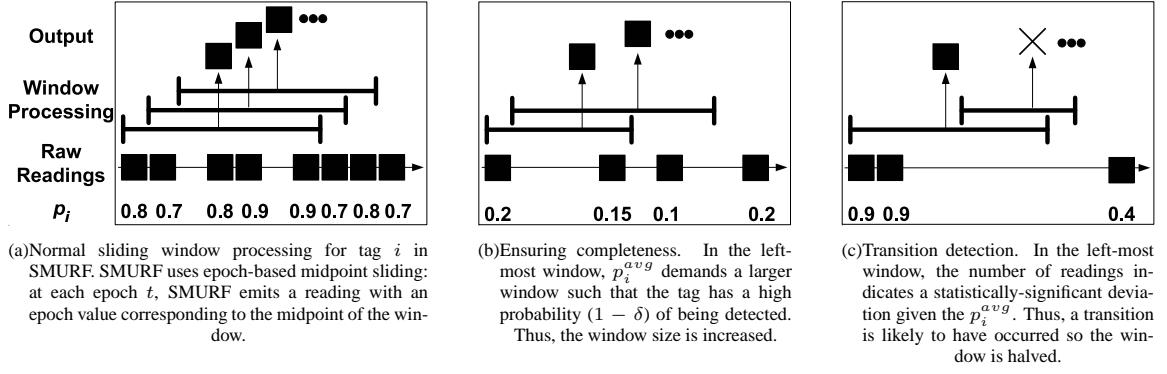 Output
Window
Processing
Raw
Readings
p_i
0.8 0.7 0.8 0.9 0.9 0.7 0.8 0.7
(a)Normal sliding window processing for tag i in
SMURF. SMURF uses epoch-based midpoint sliding:
at each epoch t, SMURF emits a reading with an
epoch value corresponding to the midpoint of the win-
dow.
0.2 0.15 0.1 0.2
(b)Ensuring completeness. In the left-
most window, p_i^{avg} demands a larger
window such that the tag has a high
probability (1 − δ) of being detected.
Thus, the window size is increased.
0.9 0.9 0.4
(c)Transition detection. In the left-most
window, the number of readings in-
dicates a statistically-significant devia-
tion given the p_i^{avg}. Thus, a transition
is likely to have occurred so the win-
dow is halved.